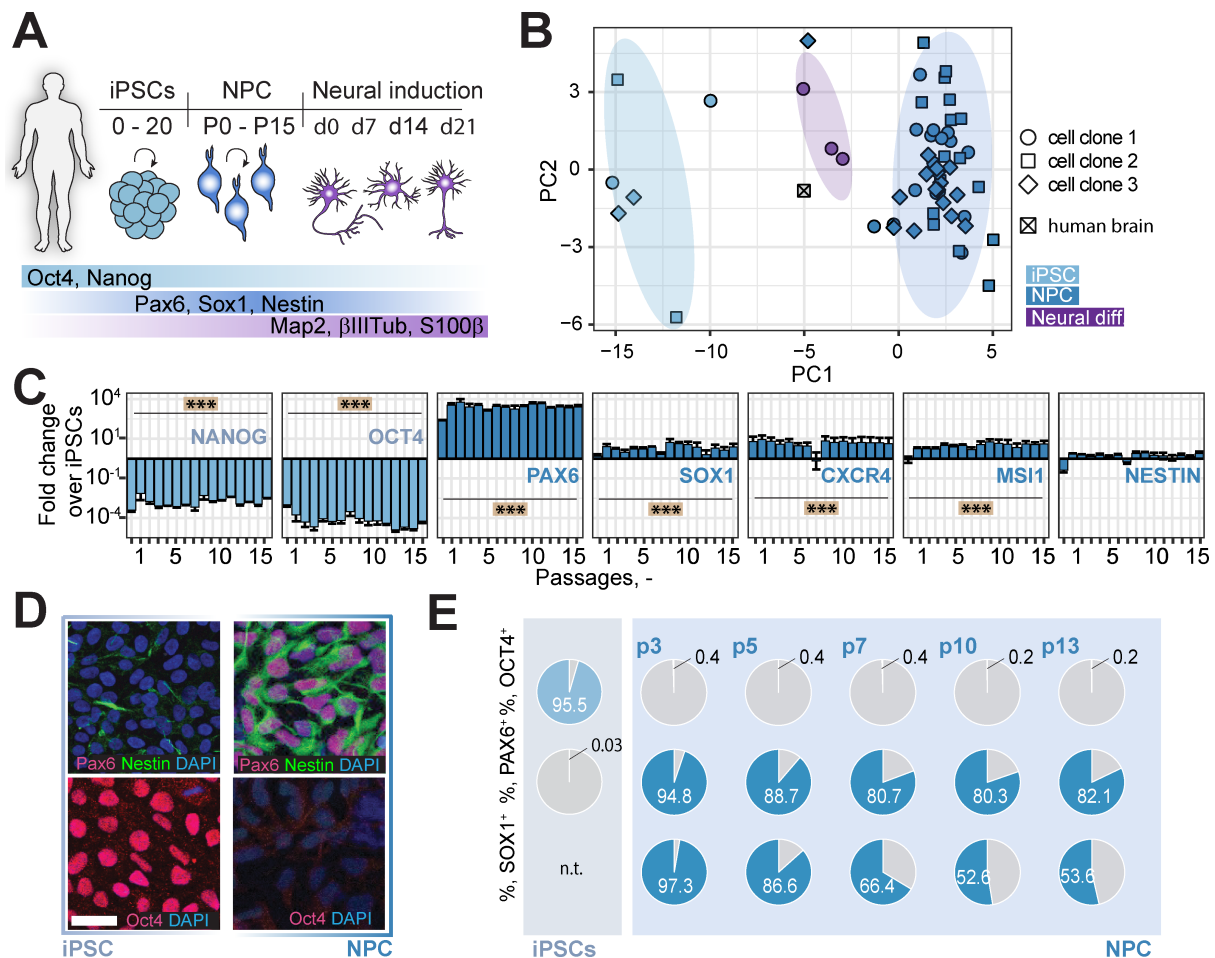 A
iPSCs NPC Neural induction
0 - 20 P0 - P15 d0 d7 d14 d21
Oct4, Nanog
Pax6, Sox1, Nestin
Map2, βIIITub, S100β
B
PC2
3
0
−3
−6
−15 −10 −5 0 5
PC1
cell clone 1
cell clone 2
cell clone 3
human brain
iPSC
NPC
Neural diff
C
Fold change
over iPSCs
10⁴
10¹
10⁻¹
10⁻⁴
*** NANOG
*** OCT4
PAX6 ***
SOX1 ***
CXCR4 ***
MSI1 ***
NESTIN
1 5 10 15 1 5 10 15 1 5 10 15 1 5 10 15 1 5 10 15 1 5 10 15 1 5 10 15
Passages, -
D
Pax6 Nestin DAPI
Pax6 Nestin DAPI
Oct4 DAPI
Oct4 DAPI
iPSC NPC
E
%, SOX1⁺ %, PAX6⁺ %, OCT4⁺
p3 p5 p7 p10 p13
95.5 0.4 0.4 0.4 0.2 0.2
0.03 94.8 88.7 80.7 80.3 82.1
n.t. 97.3 86.6 66.4 52.6 53.6
iPSCs NPC